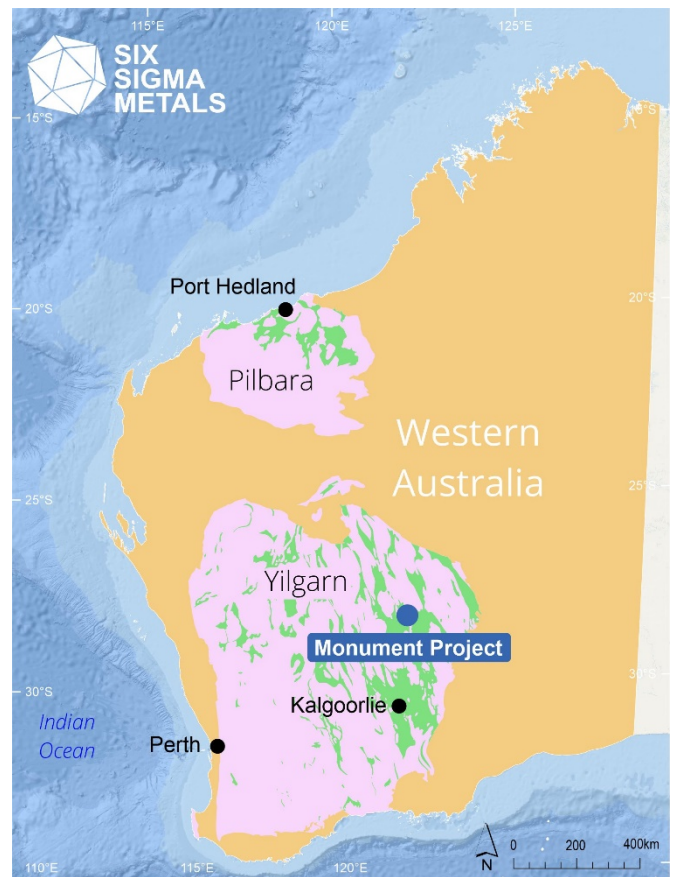 115°E
120°E
125°E
SIX
SIGMA
METALS
15°S
15°S
Port Hedland
20°S
20°S
Pilbara
Western
Australia
25°S
25°S
Yilgarn
Monument Project
30°S
30°S
Kalgoorlie
Indian
Ocean
Perth
N
0 200 400km
110°E
115°E
120°E